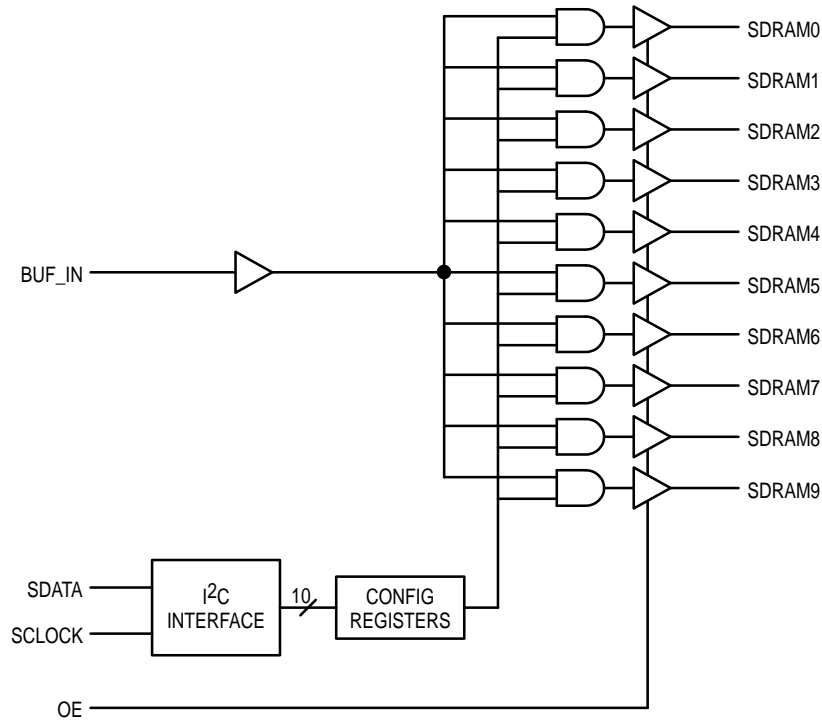 SDRAM0
SDRAM1
SDRAM2
SDRAM3
SDRAM4
BUF_IN
SDRAM5
SDRAM6
SDRAM7
SDRAM8
SDRAM9
SDATA
SCLOCK
I2C
INTERFACE
10
CONFIG
REGISTERS
OE